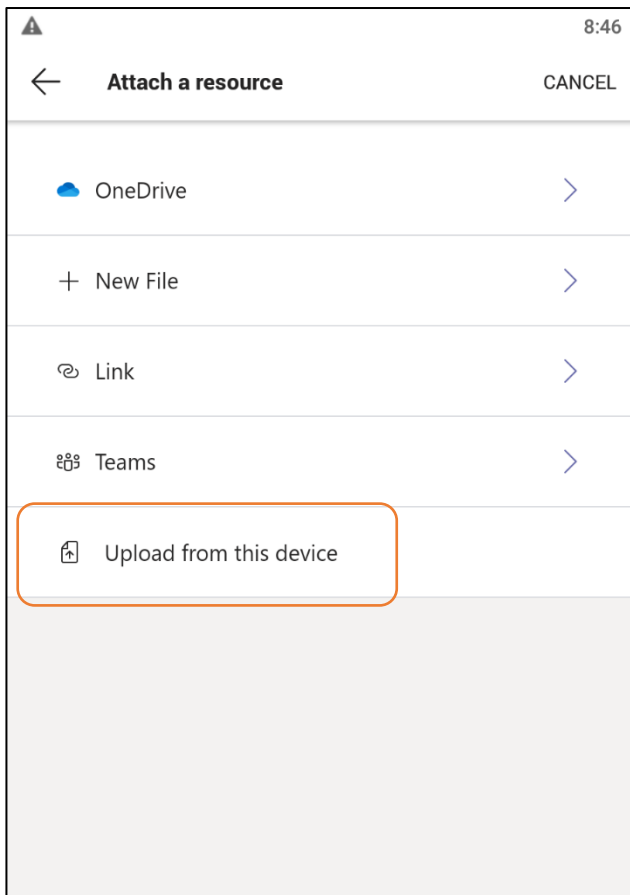 8:46
Attach a resource
CANCEL
OneDrive
New File
Link
Teams
Upload from this device